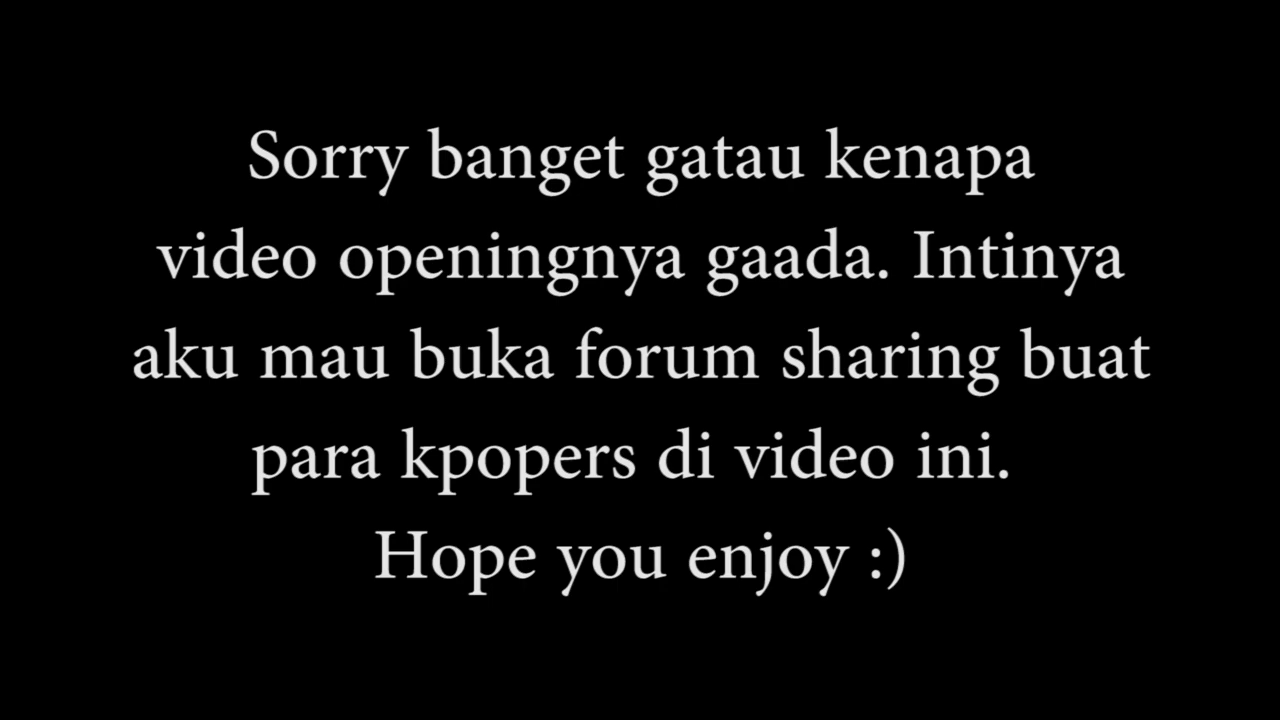 Sorry banget gatau kenapa
video openingnya gaada. Intinya
aku mau buka forum sharing buat
para kpopers di video ini.
Hope you enjoy :)